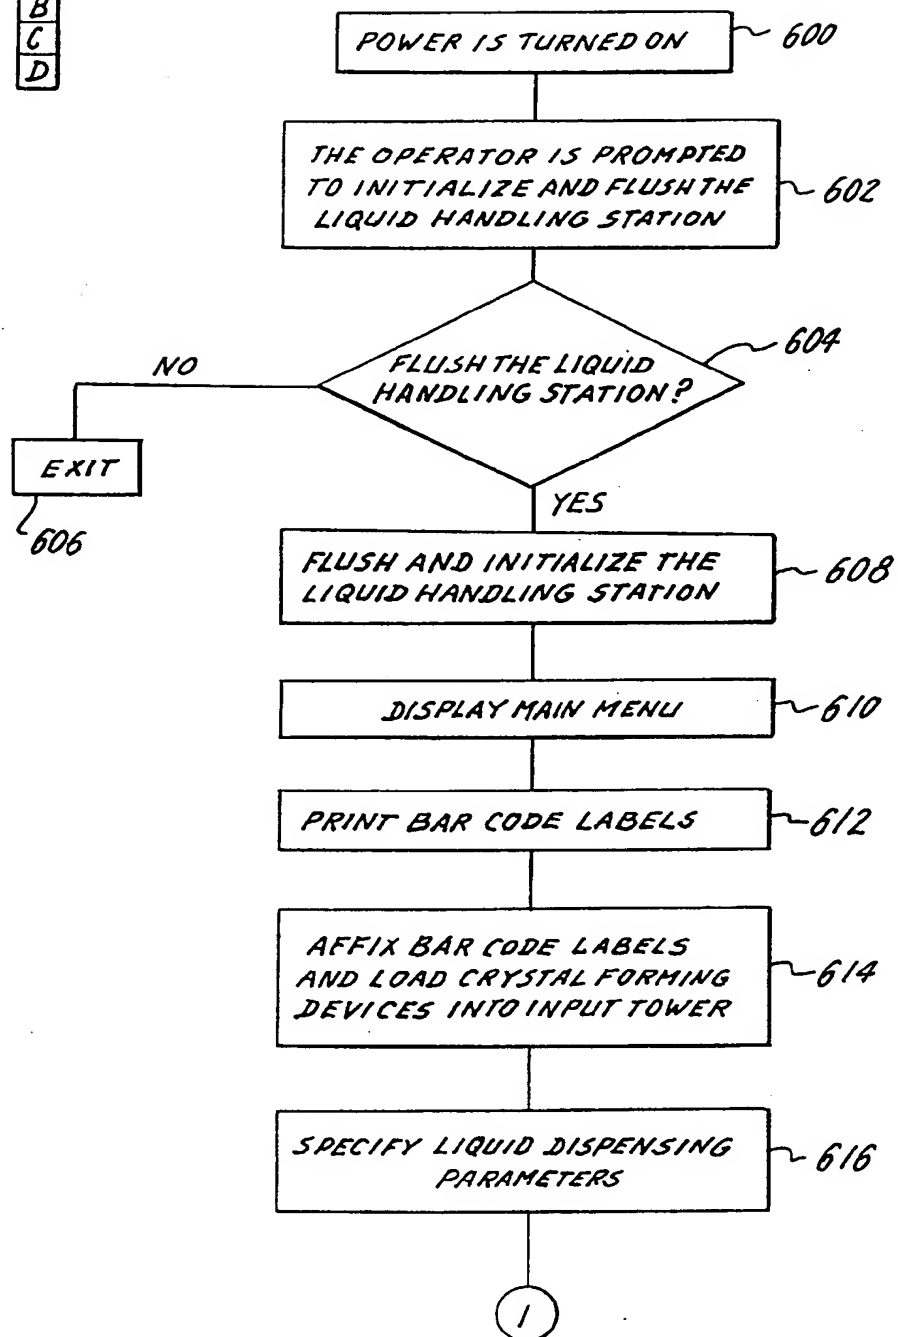 B
C
D
POWER IS TURNED ON
600
THE OPERATOR IS PROMPTED
TO INITIALIZE AND FLUSH THE
LIQUID HANDLING STATION
602
FLUSH THE LIQUID
HANDLING STATION?
604
NO
EXIT
606
YES
FLUSH AND INITIALIZE THE
LIQUID HANDLING STATION
608
DISPLAY MAIN MENU
610
PRINT BAR CODE LABELS
612
AFFIX BAR CODE LABELS
AND LOAD CRYSTAL FORMING
DEVICES INTO INPUT TOWER
614
SPECIFY LIQUID DISPENSING
PARAMETERS
616
1